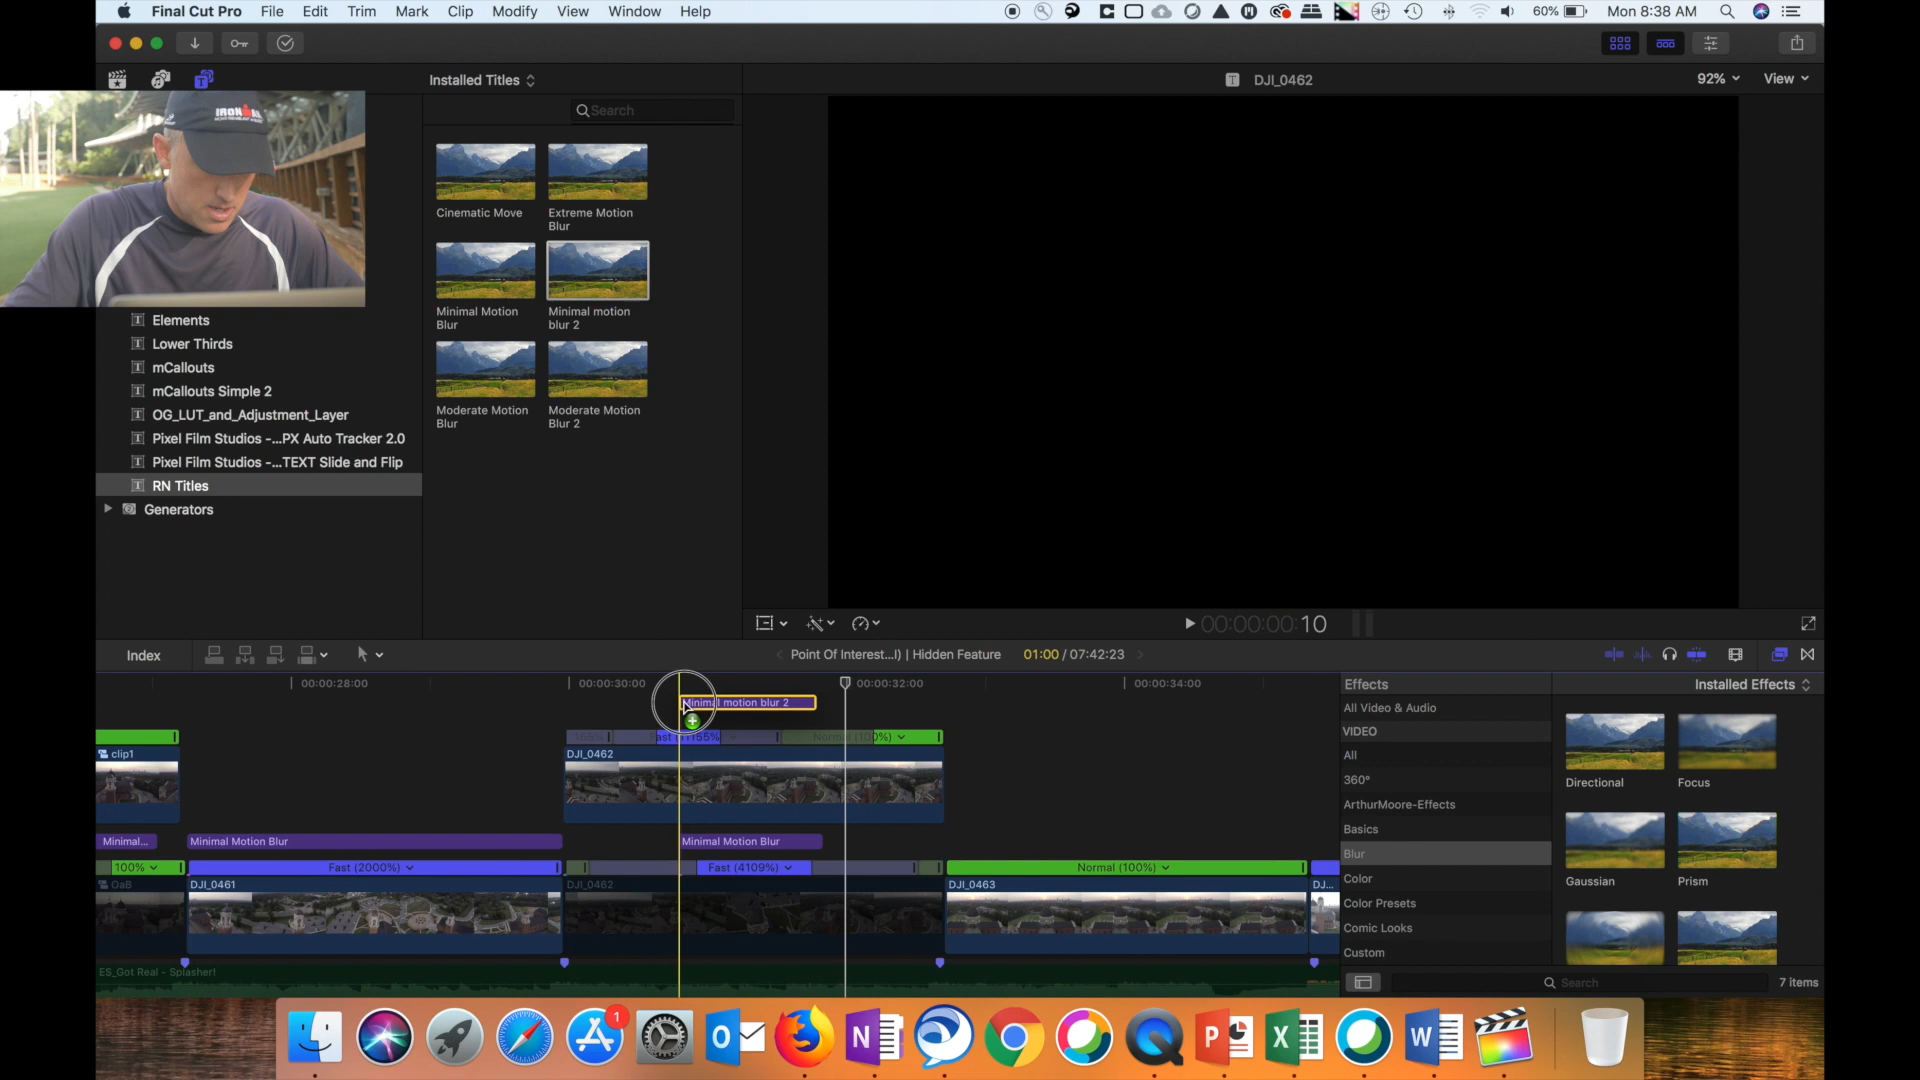 Final Cut Pro File Edit Trim Mark Clip Modify View Window Help 60% Mon 8:38 AM
Installed Titles
DJI_0462
92% View
Search
IRONMAN
Cinematic Move
Extreme Motion
Blur
Minimal Motion
Blur
Minimal motion
blur 2
Moderate Motion
Blur
Moderate Motion
Blur 2
Elements
Lower Thirds
mCallouts
mCallouts Simple 2
OG_LUT_and_Adjustment_Layer
Pixel Film Studios -...PX Auto Tracker 2.0
Pixel Film Studios -...TEXT Slide and Flip
RN Titles
Generators
00:00:00:10
Index
Point Of Interest...l) | Hidden Feature 01:00 / 07:42:23
00:00:28:00 00:00:30:00 00:00:32:00 00:00:34:00
Minimal motion blur 2
Normal (100%)
clip1
DJI_0462
Minimal...
Minimal Motion Blur
Minimal Motion Blur
100%
Fast (2000%)
Fast (4109%)
Normal (100%)
OaB
DJI_0461
DJI_0462
DJI_0463
DJ...
ES_Got Real - Splasher!
Effects
Installed Effects
All Video & Audio
VIDEO
All
360°
ArthurMoore-Effects
Basics
Blur
Color
Color Presets
Comic Looks
Custom
Directional
Focus
Gaussian
Prism
Search
7 items
1